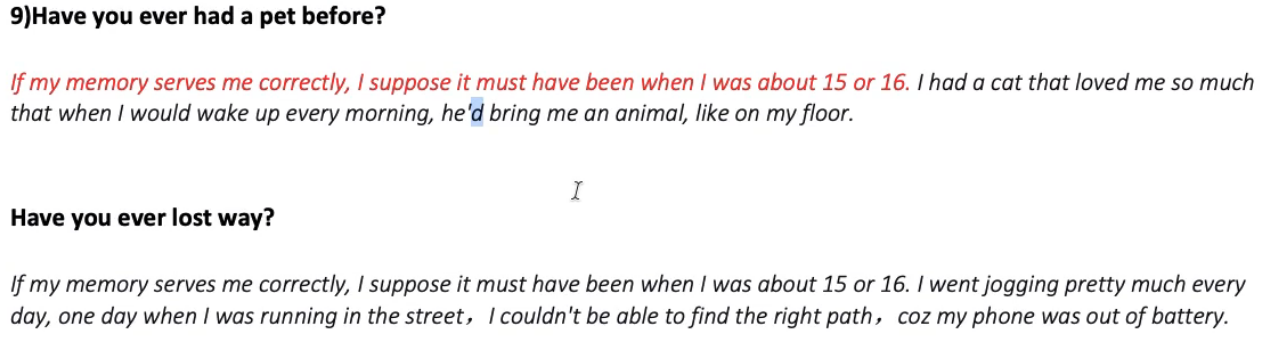 9)Have you ever had a pet before?
If my memory serves me correctly, I suppose it must have been when I was about 15 or 16. I had a cat that loved me so much
that when I would wake up every morning, he'd bring me an animal, like on my floor.
Have you ever lost way?
If my memory serves me correctly, I suppose it must have been when I was about 15 or 16. I went jogging pretty much every
day, one day when I was running in the street，I couldn't be able to find the right path，coz my phone was out of battery.